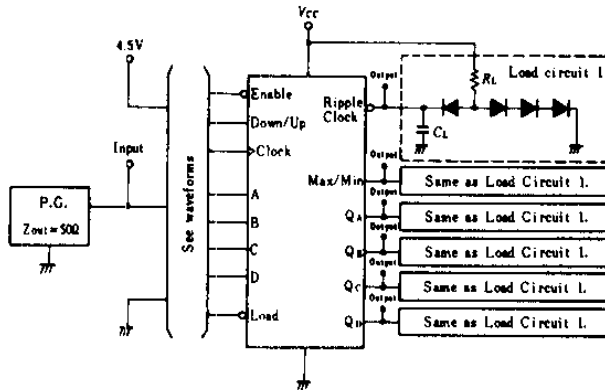 Vcc
4.5V
Input
P.G.
Zout = 50Ω
See waveforms
Enable
Down/Up
Clock
A
B
C
D
Load
Ripple
Clock
Max/Min
QA
QB
QC
QD
Output
Output
Output
Output
Output
Output
RL
CL
Load circuit 1.
Same as Load Circuit 1.
Same as Load Circuit 1.
Same as Load Circuit 1.
Same as Load Circuit 1.
Same as Load Circuit 1.